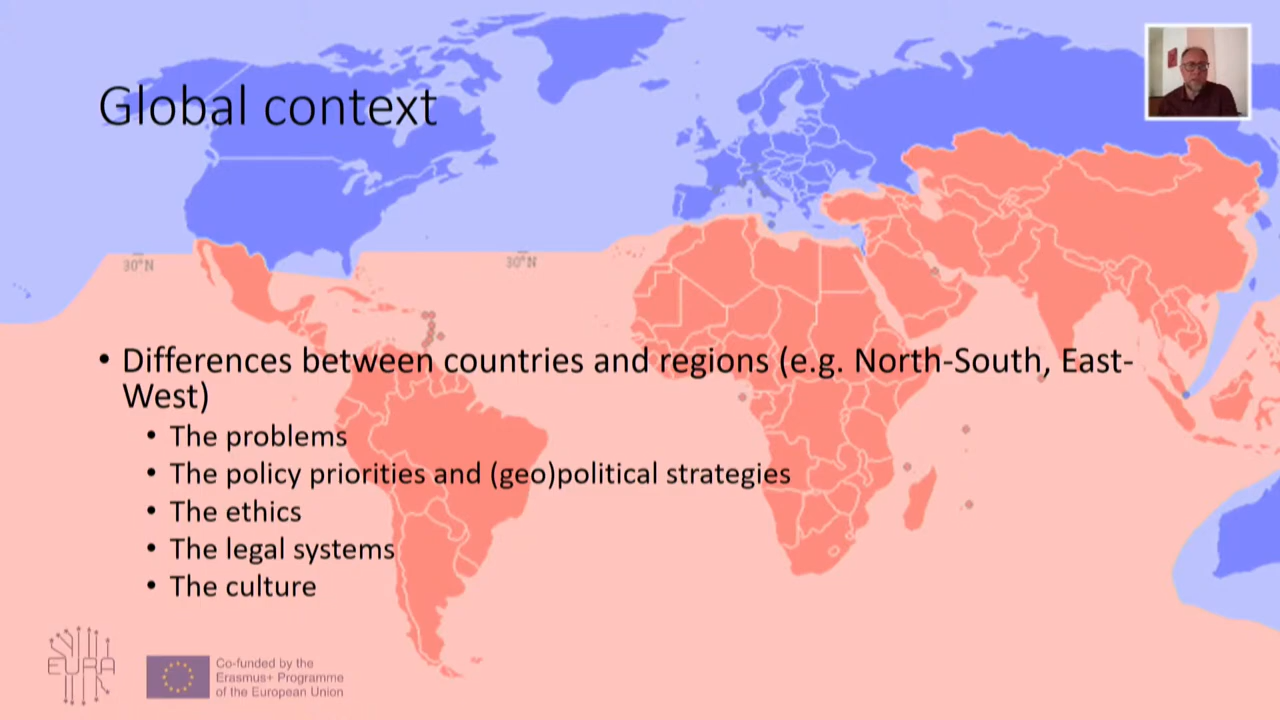 Global context
30°N
30°N
• Differences between countries and regions (e.g. North-South, East-
West)
• The problems
• The policy priorities and (geo)political strategies
• The ethics
• The legal systems
• The culture
EURA
Co-funded by the
Erasmus+ Programme
of the European Union